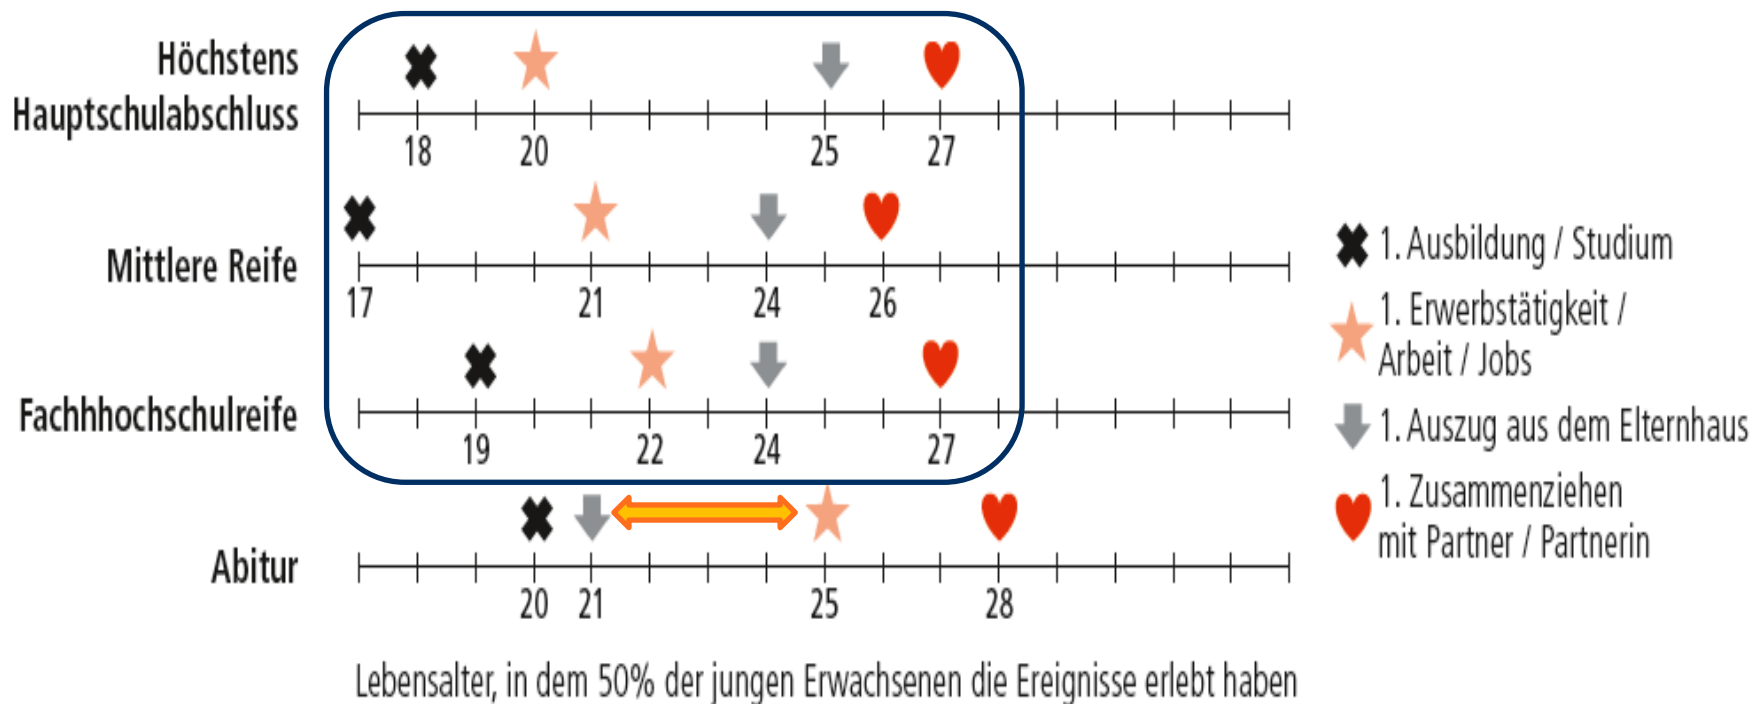 Höchstens
Hauptschulabschluss
18 20 25 27
Mittlere Reife
17 21 24 26
Fachhhochschulreife
19 22 24 27
Abitur
20 21 25 28
Lebensalter, in dem 50% der jungen Erwachsenen die Ereignisse erlebt haben
1. Ausbildung / Studium
1. Erwerbstätigkeit /
Arbeit / Jobs
1. Auszug aus dem Elternhaus
1. Zusammenziehen
mit Partner / Partnerin